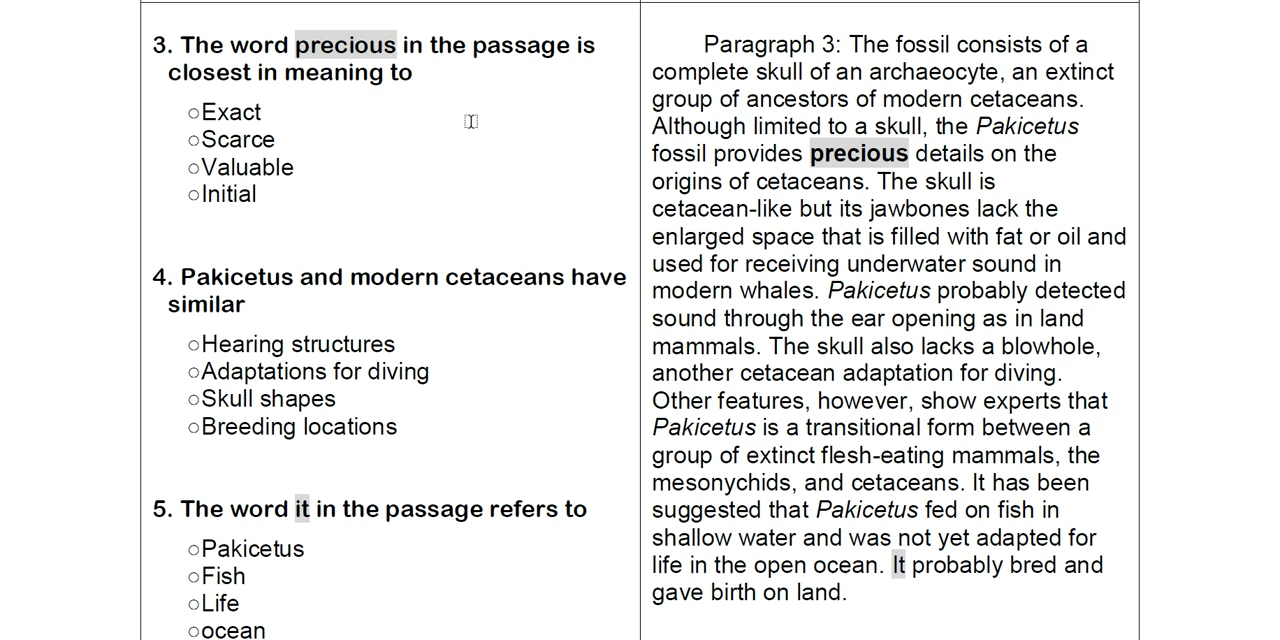 3. The word precious in the passage is
closest in meaning to
○Exact
○Scarce
○Valuable
○Initial
4. Pakicetus and modern cetaceans have
similar
○Hearing structures
○Adaptations for diving
○Skull shapes
○Breeding locations
5. The word it in the passage refers to
○Pakicetus
○Fish
○Life
○ocean
Paragraph 3: The fossil consists of a
complete skull of an archaeocyte, an extinct
group of ancestors of modern cetaceans.
Although limited to a skull, the Pakicetus
fossil provides precious details on the
origins of cetaceans. The skull is
cetacean-like but its jawbones lack the
enlarged space that is filled with fat or oil and
used for receiving underwater sound in
modern whales. Pakicetus probably detected
sound through the ear opening as in land
mammals. The skull also lacks a blowhole,
another cetacean adaptation for diving.
Other features, however, show experts that
Pakicetus is a transitional form between a
group of extinct flesh-eating mammals, the
mesonychids, and cetaceans. It has been
suggested that Pakicetus fed on fish in
shallow water and was not yet adapted for
life in the open ocean. It probably bred and
gave birth on land.